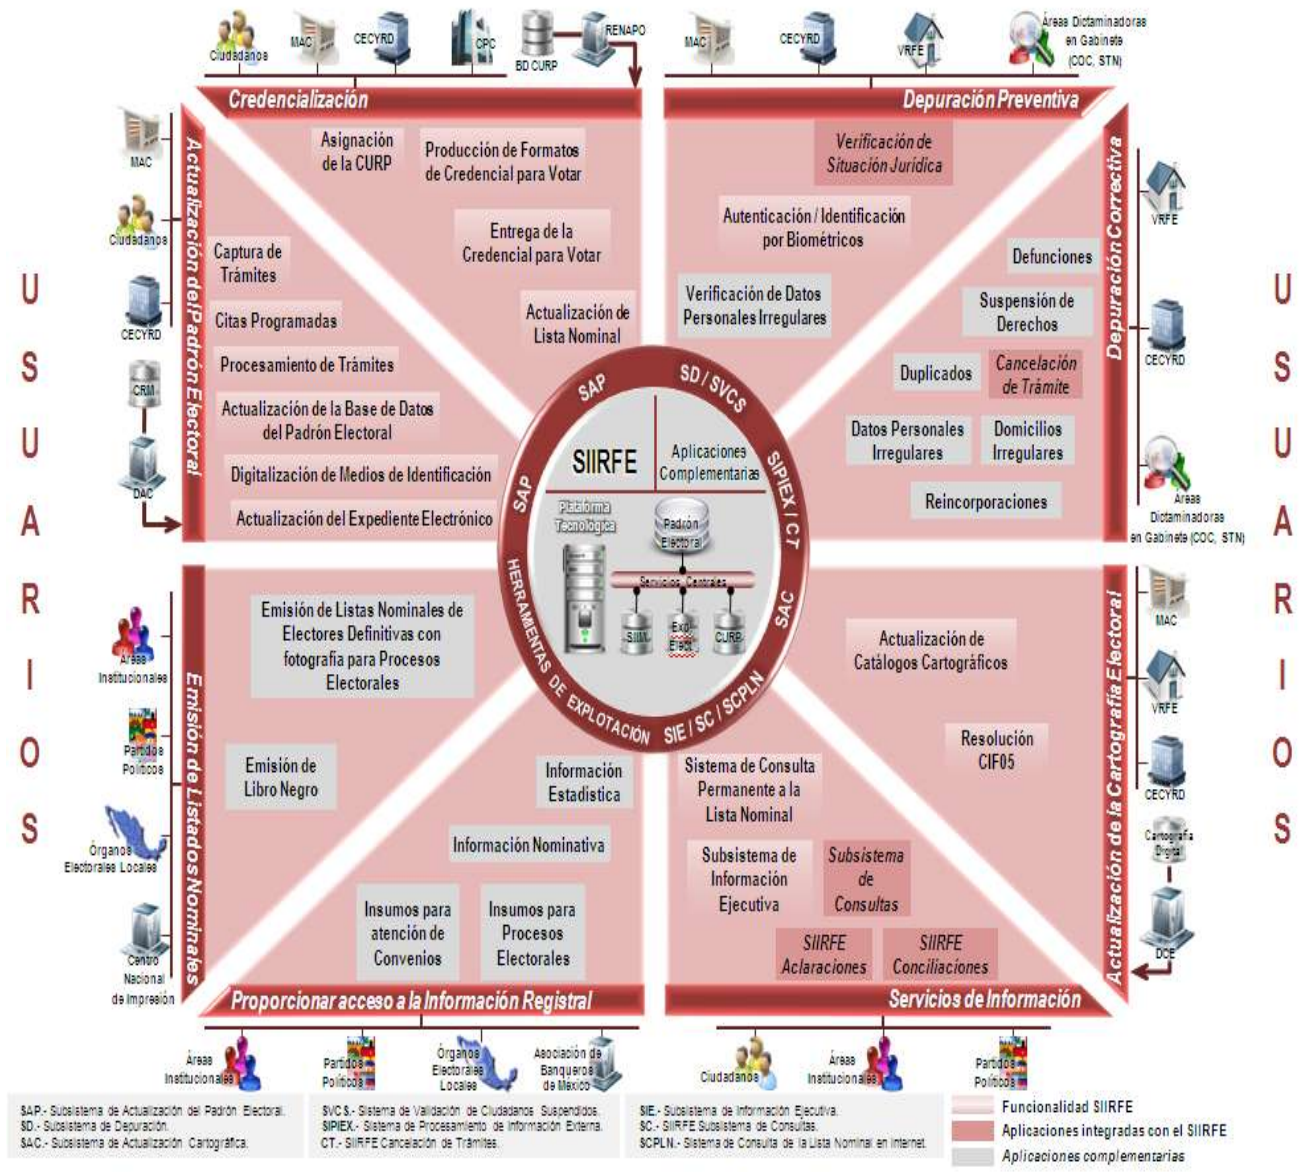 Ciudadanos
MAC
CECYRD
CPC
BD CURP
RENAPO
MAC
CECYRD
VRFE
Áreas Dictaminadoras
en Gabinete
(COC, STN)
Credencialización
Asignación
de la CURP
Producción de Formatos
de Credencial para Votar
Entrega de la
Credencial para Votar
Actualización de
Lista Nominal
Depuración Preventiva
Verificación de
Situación Jurídica
Autenticación / Identificación
por Biométricos
Verificación de Datos
Personales Irregulares
USUARIOS
MAC
Ciudadanos
CECYRD
CRM
DAC
Actualización del Padrón Electoral
Captura de
Trámites
Citas Programadas
Procesamiento de Trámites
Actualización de la Base de Datos
del Padrón Electoral
Digitalización de Medios de Identificación
Actualización del Expediente Electrónico
Depuración Correctiva
Defunciones
Suspensión de
Derechos
Duplicados
Cancelación
de Trámite
Datos Personales
Irregulares
Domicilios
Irregulares
Reincorporaciones
VRFE
CECYRD
Áreas
Dictaminadoras
en Gabinete (COC, STN)
USUARIOS
SAP
SD / SVCS
SIPIEX / CT
SAC
SIE / SC / SCPLN
HERRAMIENTAS DE EXPLOTACIÓN
SAP
SIIRFE
Aplicaciones
Complementarias
Plataforma
Tecnológica
Padrón
Electoral
Servicios Centrales
SIIM
Exp.
Elect.
CURP
Áreas
Institucionales
Partidos
Políticos
Órganos
Electorales Locales
Centro
Nacional
de Impresión
Emisión de Listados Nominales
Emisión de Listas Nominales de
Electores Definitivas con
fotografía para Procesos
Electorales
Emisión de
Libro Negro
Información
Estadistica
Información Nominativa
Insumos para
atención de
Convenios
Insumos para
Procesos
Electorales
Proporcionar acceso a la Información Registral
Actualización de
Catálogos Cartográficos
Resolución
CIF05
Actualización de la Cartografía Electoral
MAC
VRFE
CECYRD
Cartografía
Digital
DCE
Sistema de Consulta
Permanente a la
Lista Nominal
Subsistema de
Información
Ejecutiva
Subsistema
de
Consultas
SIIRFE
Aclaraciones
SIIRFE
Conciliaciones
Servicios de Información
Áreas
Institucionales
Partidos
Políticos
Órganos
Electorales
Locales
Asociación de
Banqueros
de México
Ciudadanos
Áreas
Institucionales
Partidos
Políticos
SAP.- Subsistema de Actualización del Padrón Electoral.
SD.- Subsistema de Depuración.
SAC.- Subsistema de Actualización Cartográfica.
SVCS.- Sistema de Validación de Ciudadanos Suspendidos.
SIPIEX.- Sistema de Procesamiento de Información Externa.
CT.- SIIRFE Cancelación de Trámites.
SIE.- Subsistema de Información Ejecutiva.
SC.- SIIRFE Subsistema de Consultas.
SCPLN.- Sistema de Consulta de la Lista Nominal en Internet.
Funcionalidad SIIRFE
Aplicaciones integradas con el SIIRFE
Aplicaciones complementarias